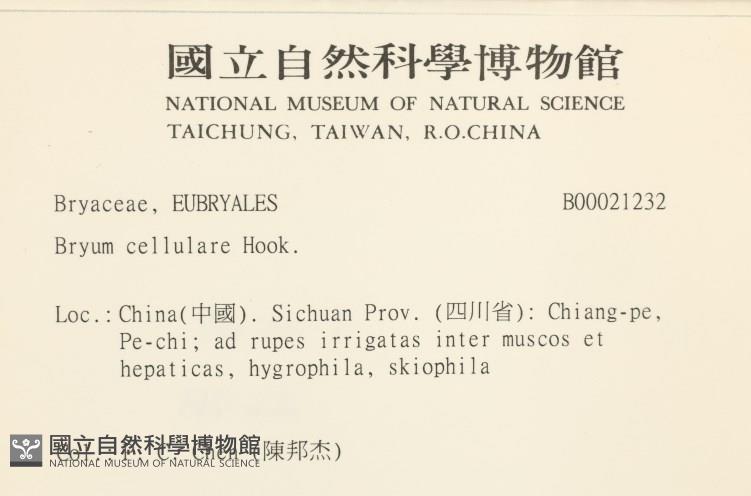 國立自然科學博物館
NATIONAL MUSEUM OF NATURAL SCIENCE
TAICHUNG, TAIWAN, R.O.CHINA
Bryaceae, EUBRYALES B00021232
Bryum cellulare Hook.
Loc.: China(中國). Sichuan Prov. (四川省): Chiang-pe,
Pe-chi; ad rupes irrigatas inter muscos et
hepaticas, hygrophila, skiophila
C. Chen (陳邦杰)
國立自然科學博物館
NATIONAL MUSEUM OF NATURAL SCIENCE